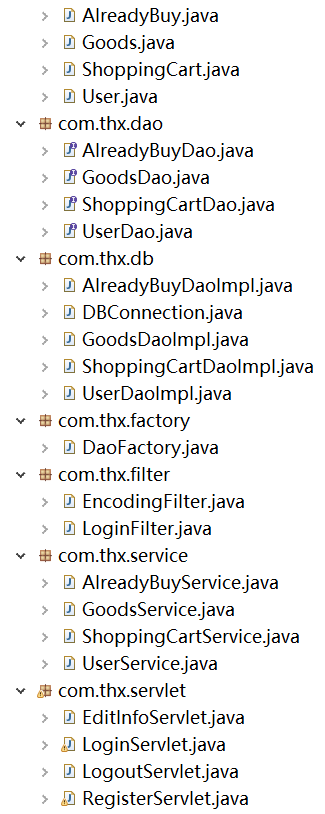 AlreadyBuy.java
Goods.java
ShoppingCart.java
User.java
com.thx.dao
AlreadyBuyDao.java
GoodsDao.java
ShoppingCartDao.java
UserDao.java
com.thx.db
AlreadyBuyDaoImpl.java
DBConnection.java
GoodsDaoImpl.java
ShoppingCartDaoImpl.java
UserDaoImpl.java
com.thx.factory
DaoFactory.java
com.thx.filter
EncodingFilter.java
LoginFilter.java
com.thx.service
AlreadyBuyService.java
GoodsService.java
ShoppingCartService.java
UserService.java
com.thx.servlet
EditInfoServlet.java
LoginServlet.java
LogoutServlet.java
RegisterServlet.java